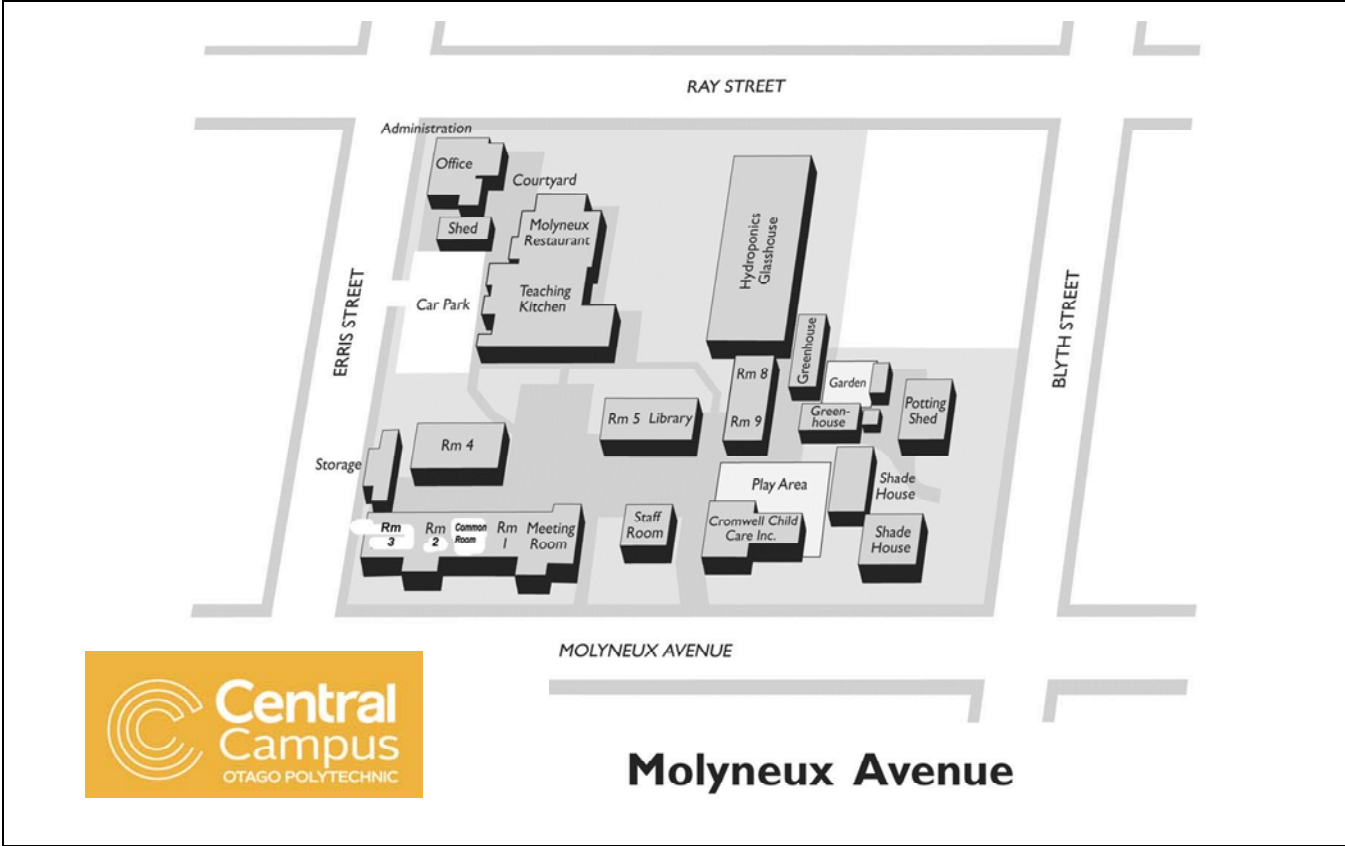 RAY STREET
Administration
Office
Courtyard
Shed
Molyneux
Restaurant
Hydroponics
Glasshouse
ERRIS STREET
Car Park
Teaching
Kitchen
BLYTH STREET
Greenhouse
Rm 8
Garden
Rm 5 Library
Rm 9
Green-
house
Potting
Shed
Rm 4
Storage
Play Area
Shade
House
Rm
3
Rm
2
Common
Room
Rm
1
Meeting
Room
Staff
Room
Cromwell Child
Care Inc.
Shade
House
MOLYNEUX AVENUE
Central
Campus
OTAGO POLYTECHNIC
Molyneux Avenue